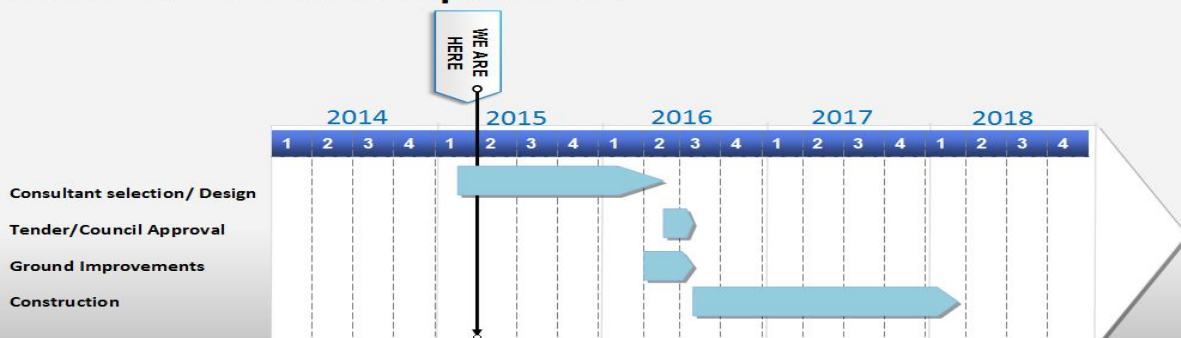 WE ARE
HERE
2014 2015 2016 2017 2018
1 2 3 4 1 2 3 4 1 2 3 4 1 2 3 4 1 2 3 4
Consultant selection/ Design
Tender/Council Approval
Ground Improvements
Construction